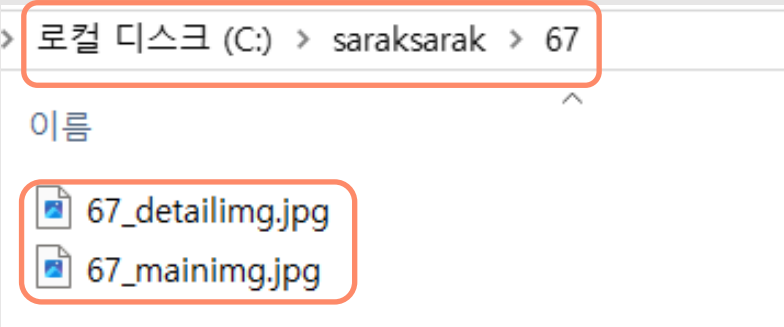 > 로컬 디스크 (C:) > saraksarak > 67
이름
67_detailimg.jpg
67_mainimg.jpg